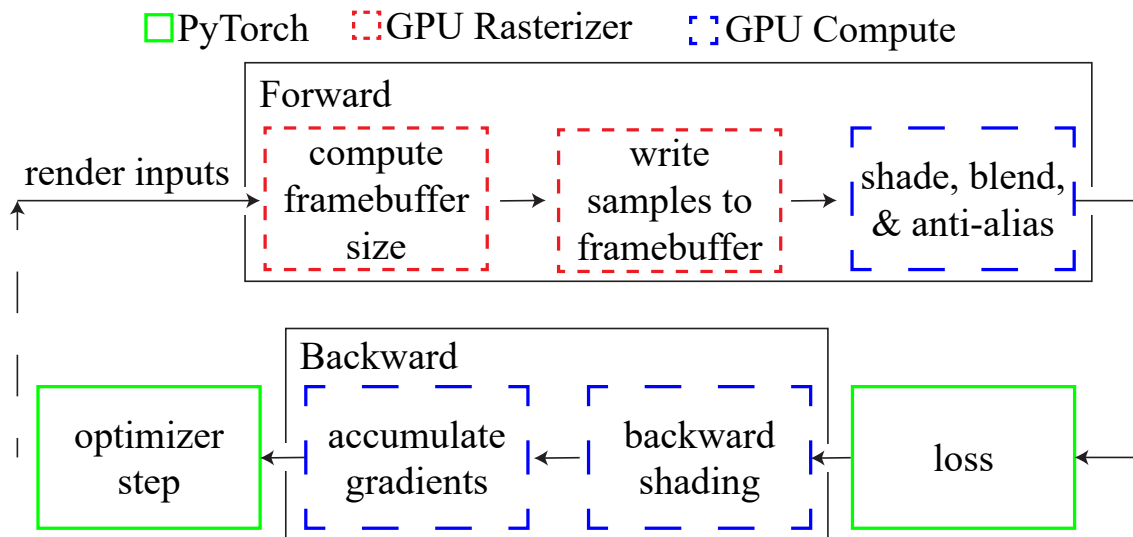 PyTorch GPU Rasterizer GPU Compute
Forward
render inputs
compute
framebuffer
size
write
samples to
framebuffer
shade, blend,
& anti-alias
Backward
optimizer
step
accumulate
gradients
backward
shading
loss